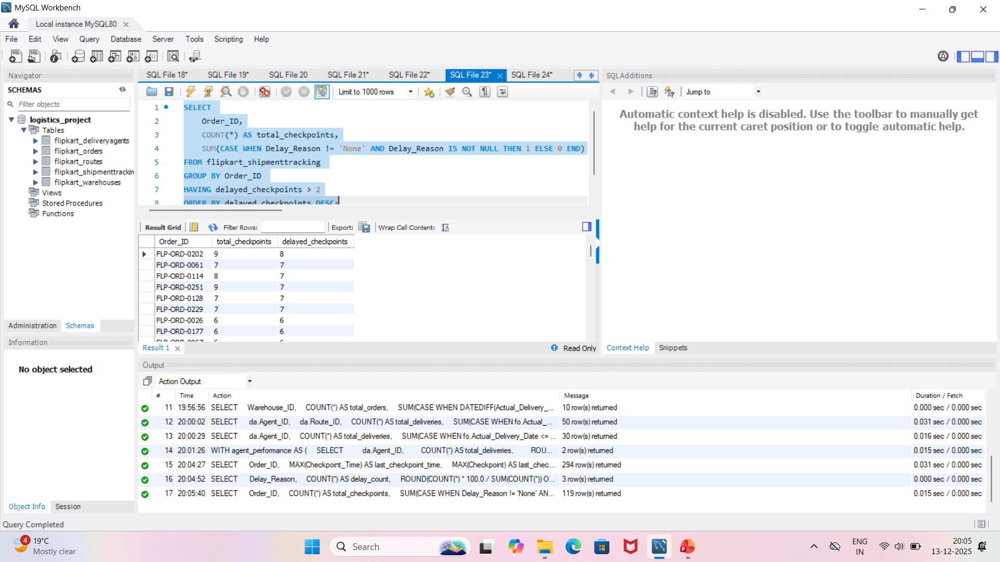 MySQL Workbench
Local instance MySQL80
File Edit View Query Database Server Tools Scripting Help
Navigator
SCHEMAS
Filter objects
logistics_project
Tables
flipkart_deliveryagents
flipkart_orders
flipkart_routes
flipkart_shipmenttrackin
flipkart_warehouses
Views
Stored Procedures
Functions
Administration Schemas
Information
No object selected
Object Info Session
SQL File 18* SQL File 19* SQL File 20 SQL File 21* SQL File 22* SQL File 23* SQL File 24*
Limit to 1000 rows
1 SELECT
2 Order_ID,
3 COUNT(*) AS total_checkpoints,
4 SUM(CASE WHEN Delay_Reason != 'None' AND Delay_Reason IS NOT NULL THEN 1 ELSE 0 END)
5 FROM flipkart_shipmenttracking
6 GROUP BY Order_ID
7 HAVING delayed_checkpoints > 2
8 ORDER BY delayed_checkpoints DESC;
Result Grid Filter Rows: Export: Wrap Cell Content:
Order_ID total_checkpoints delayed_checkpoints
FLP-ORD-0202 9 8
FLP-ORD-0061 7 7
FLP-ORD-0114 8 7
FLP-ORD-0251 9 7
FLP-ORD-0128 7 7
FLP-ORD-0229 7 7
FLP-ORD-0026 6 6
FLP-ORD-0177 6 6
Result 1 Read Only
SQLAdditions
Jump to
Automatic context help is disabled. Use the toolbar to manually get
help for the current caret position or to toggle automatic help.
Context Help Snippets
Output
Action Output
# Time Action Message Duration / Fetch
11 19:56:56 SELECT Warehouse_ID, COUNT(*) AS total_orders, SUM(CASE WHEN DATEDIFF(Actual_Delivery_... 10 row(s) returned 0.000 sec / 0.000 sec
12 20:00:02 SELECT da.Agent_ID, da.Route_ID, COUNT(*) AS total_deliveries, SUM(CASE WHEN fo.Actual_... 50 row(s) returned 0.031 sec / 0.000 sec
13 20:00:29 SELECT da.Agent_ID, COUNT(*) AS total_deliveries, SUM(CASE WHEN fo.Actual_Delivery_Date <= ... 30 row(s) returned 0.016 sec / 0.000 sec
14 20:01:26 WITH agent_performance AS ( SELECT da.Agent_ID, COUNT(*) AS total_deliveries, ROU... 2 row(s) returned 0.015 sec / 0.000 sec
15 20:04:27 SELECT Order_ID, MAX(Checkpoint_Time) AS last_checkpoint_time, MAX(Checkpoint) AS last_chec... 294 row(s) returned 0.031 sec / 0.000 sec
16 20:04:52 SELECT Delay_Reason, COUNT(*) AS delay_count, ROUND(COUNT(*) * 100.0 / SUM(COUNT(*)) O... 3 row(s) returned 0.000 sec / 0.000 sec
17 20:05:40 SELECT Order_ID, COUNT(*) AS total_checkpoints, SUM(CASE WHEN Delay_Reason != 'None' AN... 119 row(s) returned 0.015 sec / 0.000 sec
Query Completed
4 19°C
Mostly clear
Search
ENG
IN
20:05
13-12-2025